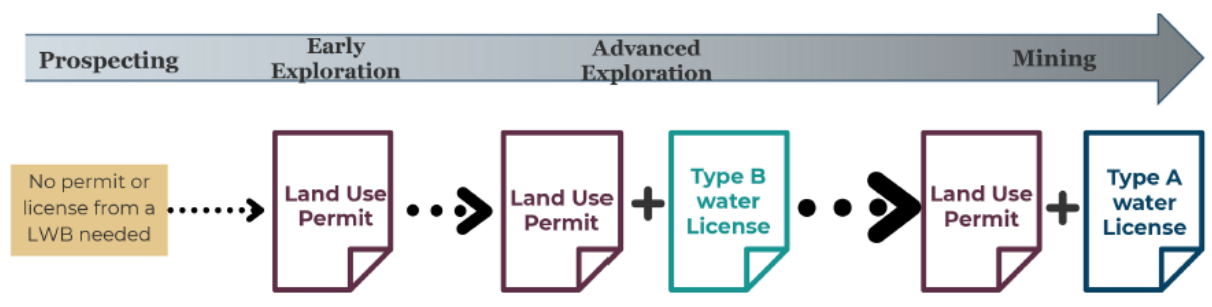 Prospecting
Early
Exploration
Advanced
Exploration
Mining
No permit or
license from a
LWB needed
Land Use
Permit
Land Use
Permit
+
Type B
water
License
Land Use
Permit
+
Type A
water
License